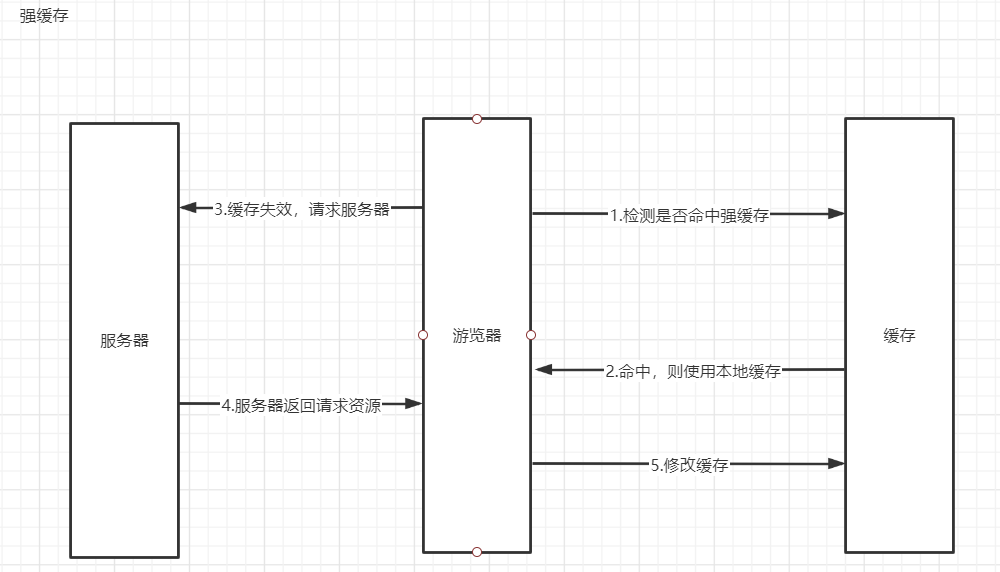 强缓存
3.缓存失效，请求服务器
1.检测是否命中强缓存
服务器
游览器
缓存
2.命中，则使用本地缓存
4.服务器返回请求资源
5.修改缓存